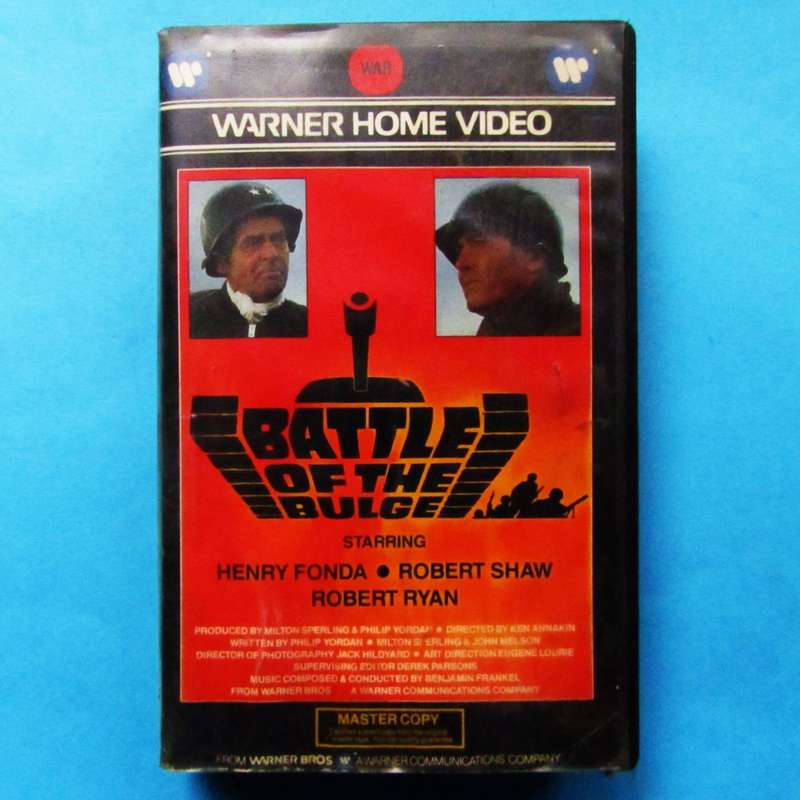 WAR
WARNER HOME VIDEO
BATTLE
OF THE
BULGE
STARRING
HENRY FONDA ● ROBERT SHAW
ROBERT RYAN
PRODUCED BY MILTON SPERLING & PHILIP YORDAN ● DIRECTED BY KEN ANNAKIN
WRITTEN BY PHILIP YORDAN ● MILTON SPERLING & JOHN MELSON
DIRECTOR OF PHOTOGRAPHY JACK HILDYARD ● ART DIRECTION EUGENE LOURIE
SUPERVISING EDITOR DEREK PARSONS
MUSIC COMPOSED & CONDUCTED BY BENJAMIN FRANKEL
FROM WARNER BROS A WARNER COMMUNICATIONS COMPANY
MASTER COPY
FROM WARNER BROS A WARNER COMMUNICATIONS COMPANY